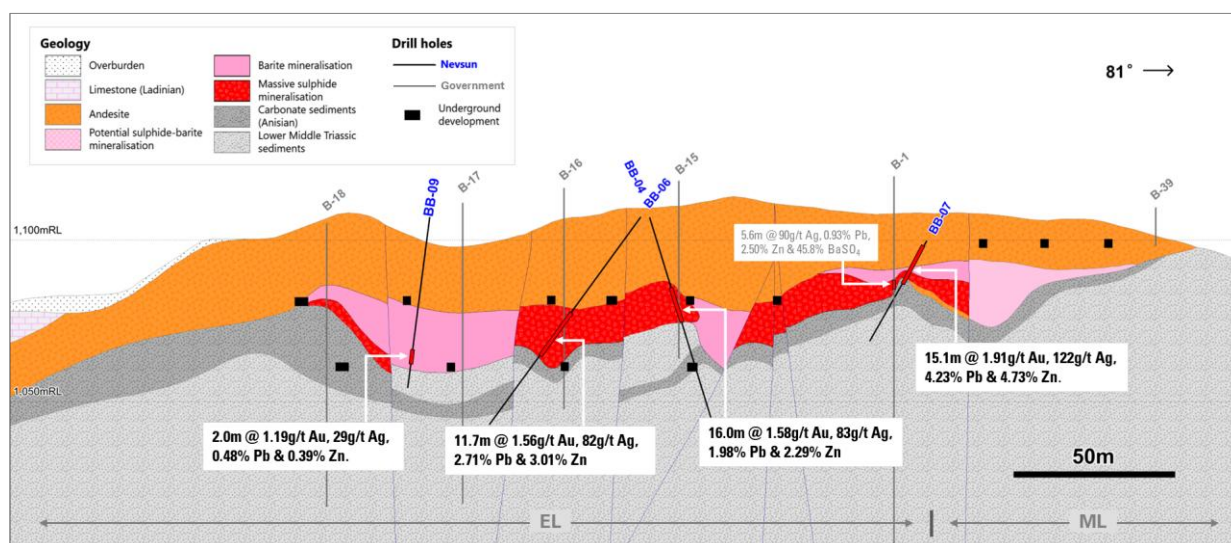 Geology
Overburden
Limestone (Ladinian)
Andesite
Potential sulphide-barite
mineralisation
Barite mineralisation
Massive sulphide
mineralisation
Carbonate sediments
(Anisian)
Lower Middle Triassic
sediments
Drill holes
Nevsun
Government
Underground
development
81° →
B-18
BB-09
B-17
B-16
BB-04
BB-06
B-15
B-1
BB-07
B-39
1,100mRL
1,050mRL
5.6m @ 90g/t Ag, 0.93% Pb,
2.50% Zn & 45.8% BaSO₄
15.1m @ 1.91g/t Au, 122g/t Ag,
4.23% Pb & 4.73% Zn.
2.0m @ 1.19g/t Au, 29g/t Ag,
0.48% Pb & 0.39% Zn.
11.7m @ 1.56g/t Au, 82g/t Ag,
2.71% Pb & 3.01% Zn
16.0m @ 1.58g/t Au, 83g/t Ag,
1.98% Pb & 2.29% Zn
50m
EL
ML